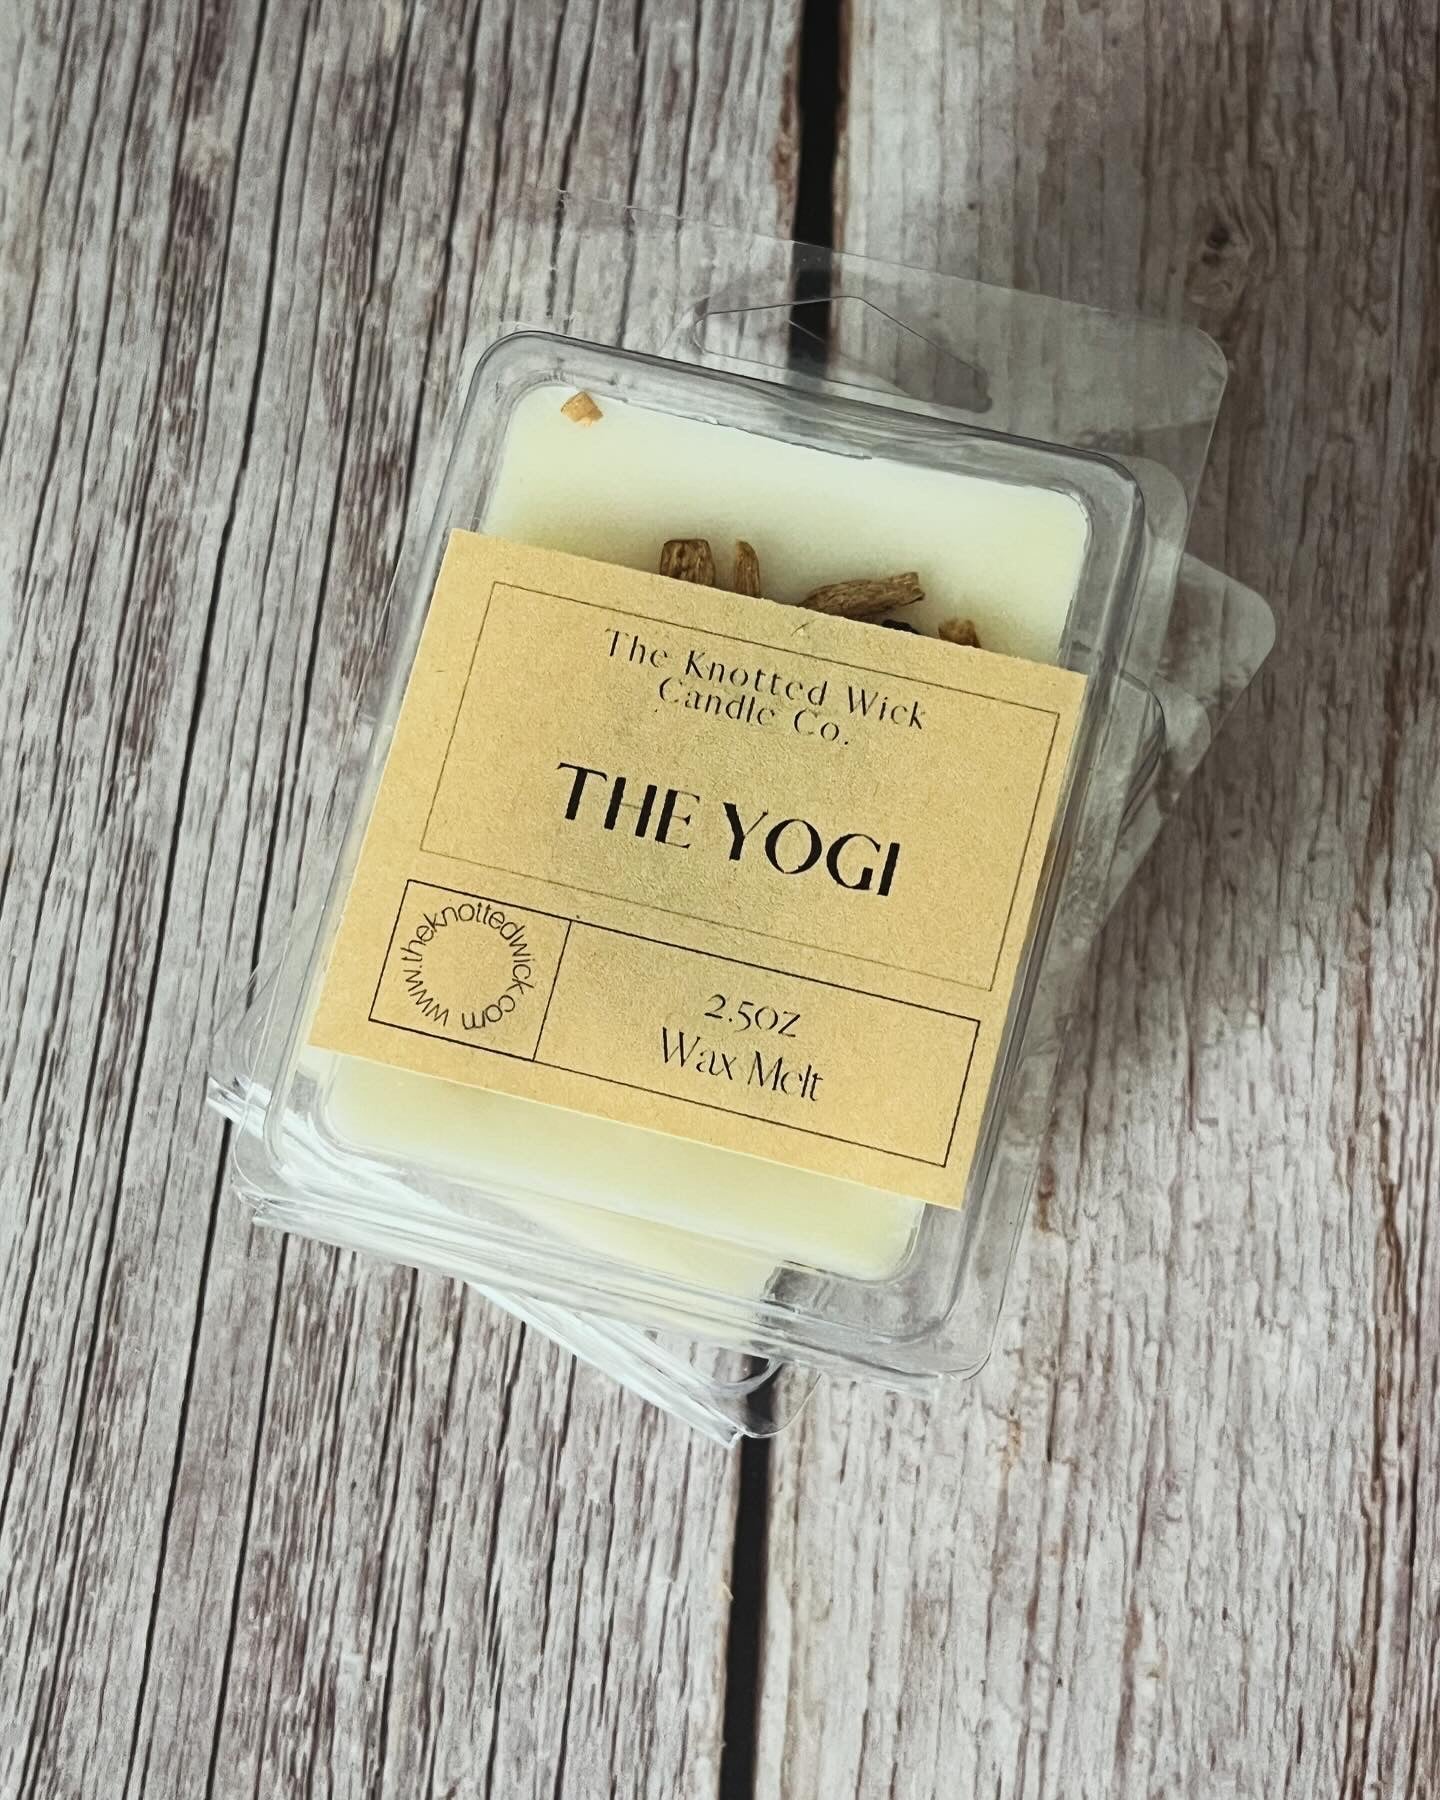 The Knotted Wick
Candle Co.
THE YOGI
www.theknottedwick.com
2.5oz
Wax Melt